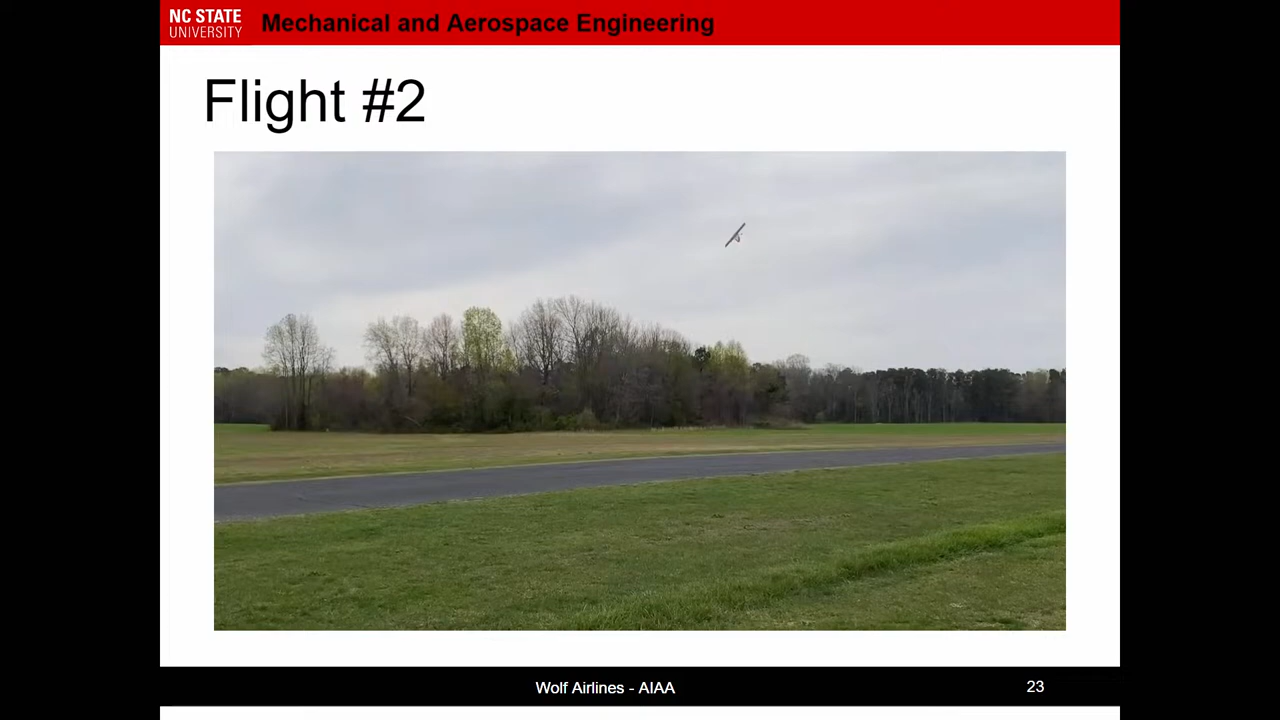 NC STATE
UNIVERSITY
Mechanical and Aerospace Engineering
Flight #2
Wolf Airlines - AIAA
23